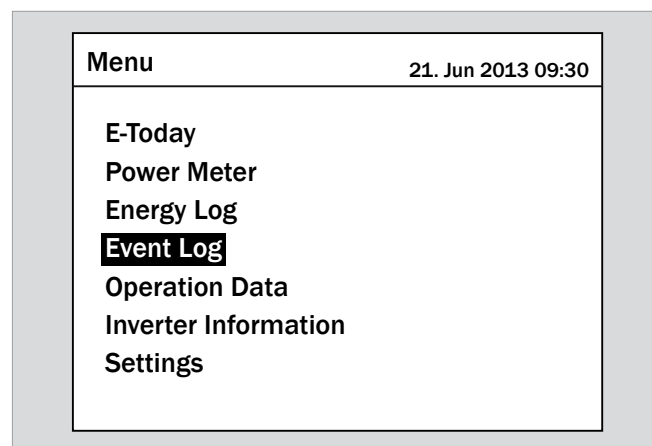 Menu 21. Jun 2013 09:30
E-Today
Power Meter
Energy Log
Event Log
Operation Data
Inverter Information
Settings